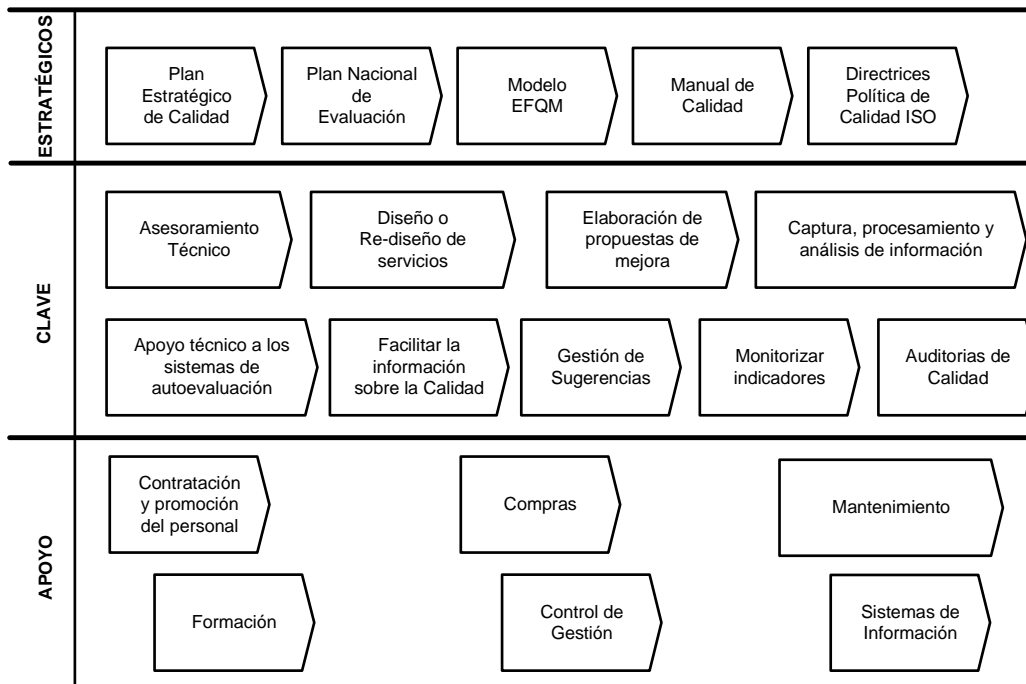 ESTRATÉGICOS
Plan
Estratégico
de Calidad
Plan Nacional
de
Evaluación
Modelo
EFQM
Manual de
Calidad
Directrices
Política de
Calidad ISO
CLAVE
Asesoramiento
Técnico
Diseño o
Re-diseño de
servicios
Elaboración de
propuestas de
mejora
Captura, procesamiento y
análisis de información
Apoyo técnico a los
sistemas de
autoevaluación
Facilitar la
información
sobre la Calidad
Gestión de
Sugerencias
Monitorizar
indicadores
Auditorias de
Calidad
APOYO
Contratación
y promoción
del personal
Compras
Mantenimiento
Formación
Control de
Gestión
Sistemas de
Información